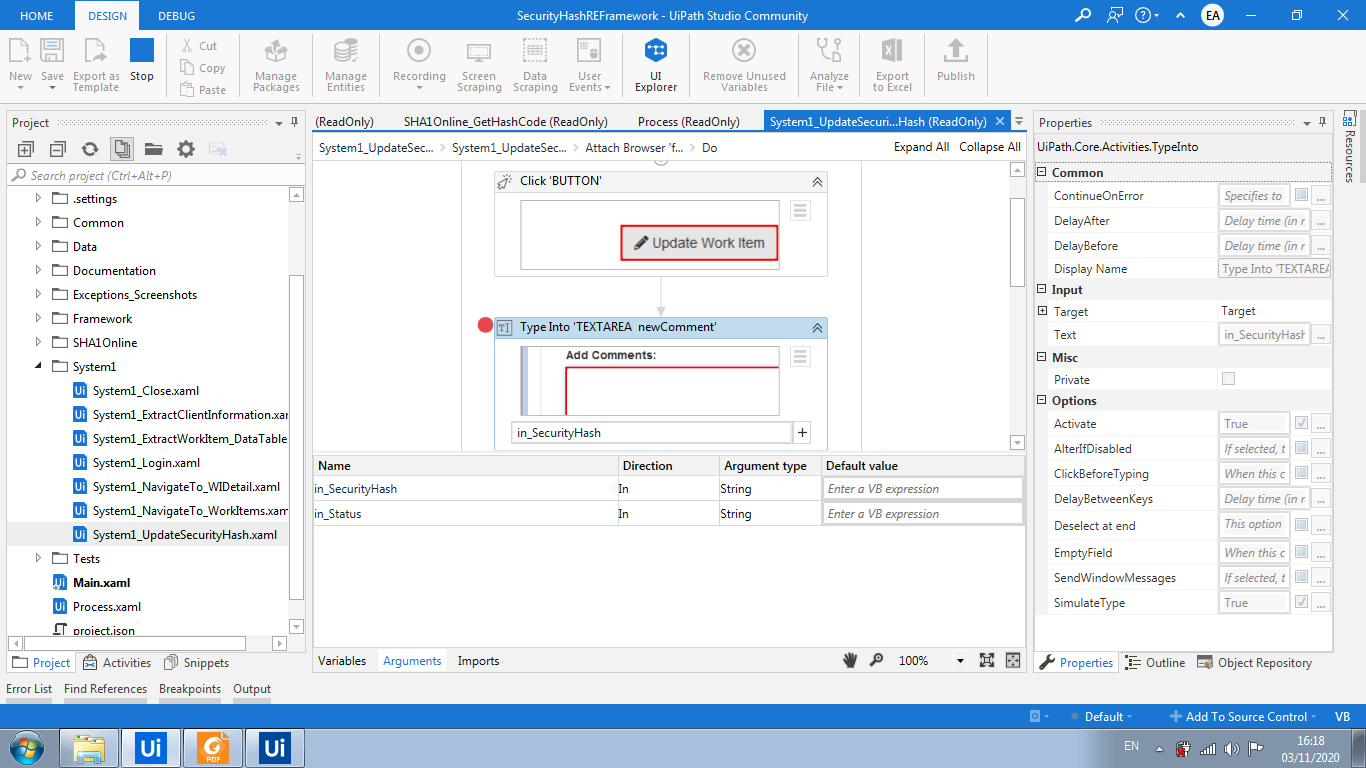 HOME DESIGN DEBUG SecurityHashREFramework - UiPath Studio Community EA
New Save Export as Template Stop Cut Copy Paste Manage Packages Manage Entities Recording Screen Scraping Data Scraping User Events UI Explorer Remove Unused Variables Analyze File Export to Excel Publish
Project
Search project (Ctrl+Alt+P)
.settings
Common
Data
Documentation
Exceptions_Screenshots
Framework
SHA1Online
System1
System1_Close.xaml
System1_ExtractClientInformation.xam
System1_ExtractWorkItem_DataTable
System1_Login.xaml
System1_NavigateTo_WIDetail.xaml
System1_NavigateTo_WorkItems.xam
System1_UpdateSecurityHash.xaml
Tests
Main.xaml
Process.xaml
project.json
Project Activities Snippets
(ReadOnly) SHA1Online_GetHashCode (ReadOnly) Process (ReadOnly) System1_UpdateSecuri...Hash (ReadOnly)
System1_UpdateSec... > System1_UpdateSec... > Attach Browser 'f... > Do Expand All Collapse All
Click 'BUTTON'
Update Work Item
Type Into 'TEXTAREA newComment'
Add Comments:
in_SecurityHash
Name Direction Argument type Default value
in_SecurityHash In String Enter a VB expression
in_Status In String Enter a VB expression
Variables Arguments Imports 100%
Properties
UiPath.Core.Activities.TypeInto
Common
ContinueOnError Specifies to ...
DelayAfter Delay time (in r ...
DelayBefore Delay time (in r ...
Display Name Type Into 'TEXTAREA
Input
Target Target
Text in_SecurityHash ...
Misc
Private
Options
Activate True ...
AlterIfDisabled If selected, t ...
ClickBeforeTyping When this c ...
DelayBetweenKeys Delay time (in r ...
Deselect at end This option ...
EmptyField When this c ...
SendWindowMessages If selected, t ...
SimulateType True ...
Properties Outline Object Repository
Resources
Error List Find References Breakpoints Output
Default Add To Source Control VB
Ui PDF Ui EN 16:18
03/11/2020